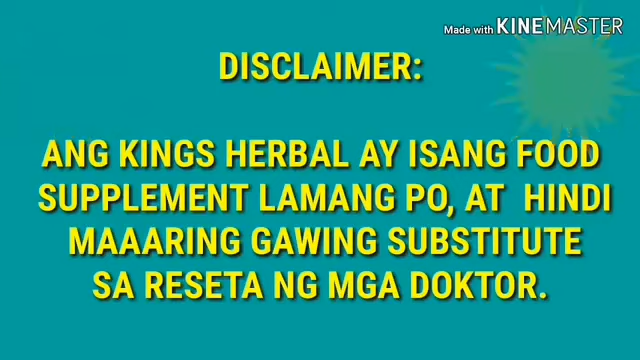 Made with KINEMASTER
DISCLAIMER:
ANG KINGS HERBAL AY ISANG FOOD
SUPPLEMENT LAMANG PO, AT HINDI
MAAARING GAWING SUBSTITUTE
SA RESETA NG MGA DOKTOR.